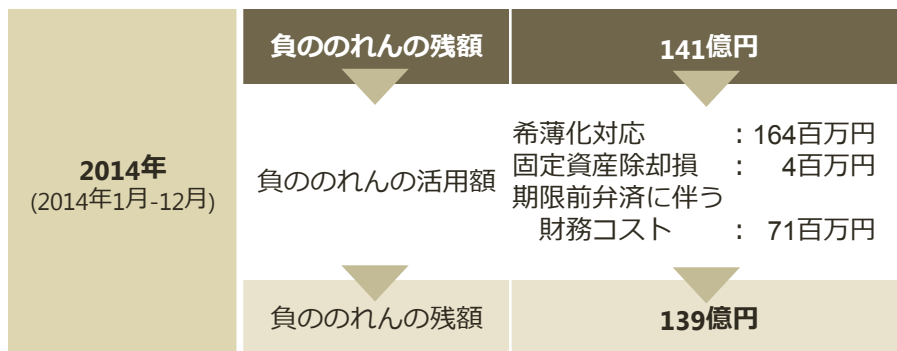 負ののれんの残額 141億円
2014年
(2014年1月-12月)
負ののれんの活用額
希薄化対応 :164百万円
固定資産除却損 : 4百万円
期限前弁済に伴う
財務コスト : 71百万円
負ののれんの残額 139億円